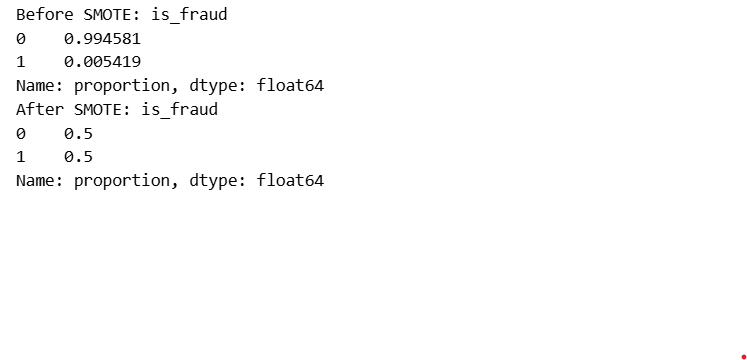 Before SMOTE: is_fraud
0    0.994581
1    0.005419
Name: proportion, dtype: float64
After SMOTE: is_fraud
0    0.5
1    0.5
Name: proportion, dtype: float64